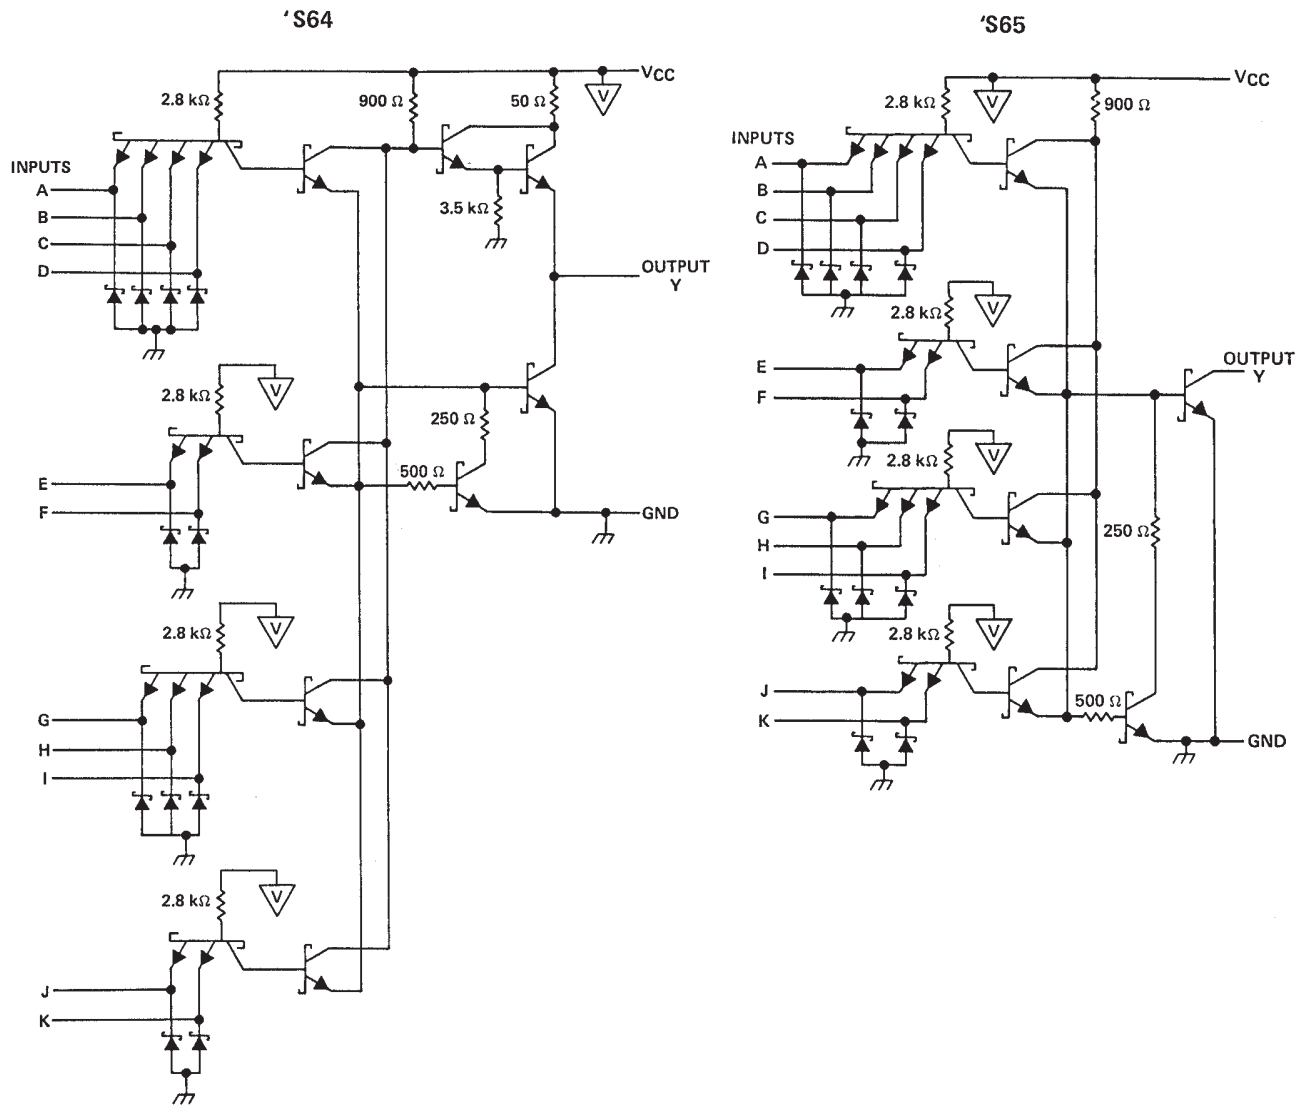 'S64
VCC
2.8 kΩ
900 Ω
50 Ω
V
INPUTS
A
B
C
D
3.5 kΩ
OUTPUT
Y
2.8 kΩ
V
250 Ω
500 Ω
E
F
GND
2.8 kΩ
V
G
H
I
2.8 kΩ
V
J
K
'S65
VCC
2.8 kΩ
V
900 Ω
INPUTS
A
B
C
D
2.8 kΩ
V
E
F
OUTPUT
Y
2.8 kΩ
V
G
H
I
250 Ω
2.8 kΩ
V
J
K
500 Ω
GND